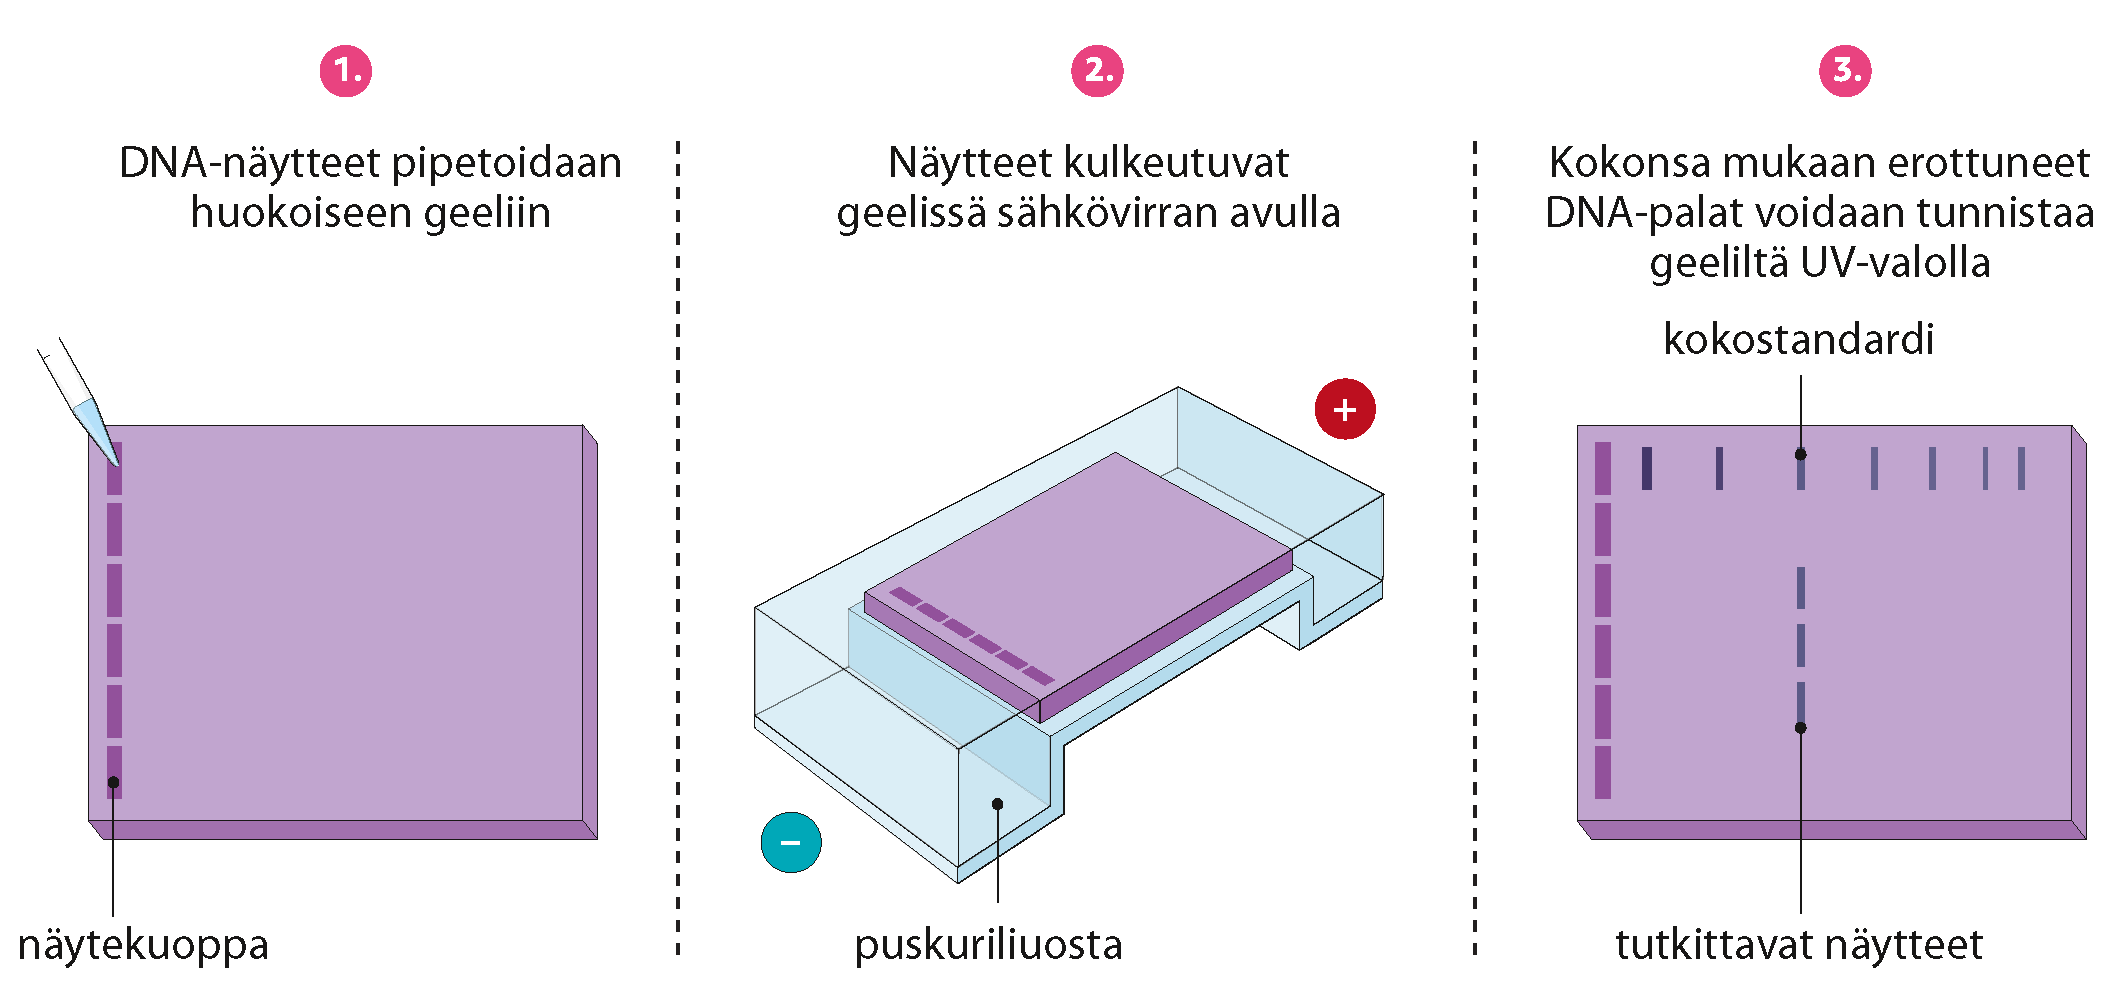 1.
DNA-näytteet pipetoidaan
huokoiseen geeliin
näytekuoppa
2.
Näytteet kulkeutuvat
geelissä sähkövirran avulla
+
–
puskuriliuosta
3.
Kokonsa mukaan erottuneet
DNA-palat voidaan tunnistaa
geeliltä UV-valolla
kokostandardi
tutkittavat näytteet